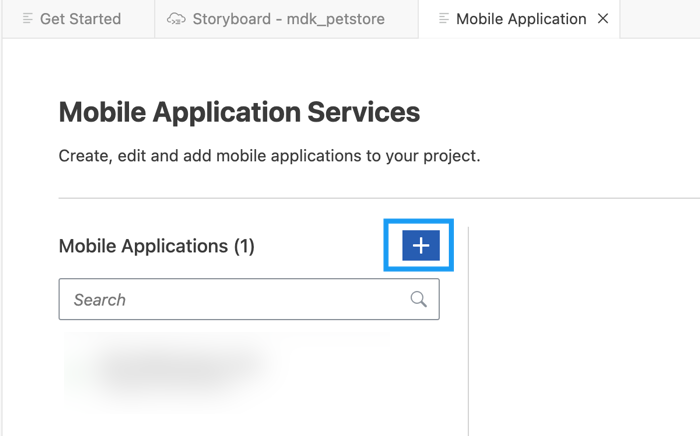 Get Started
Storyboard - mdk_petstore
Mobile Application
Mobile Application Services
Create, edit and add mobile applications to your project.
Mobile Applications (1)
Search